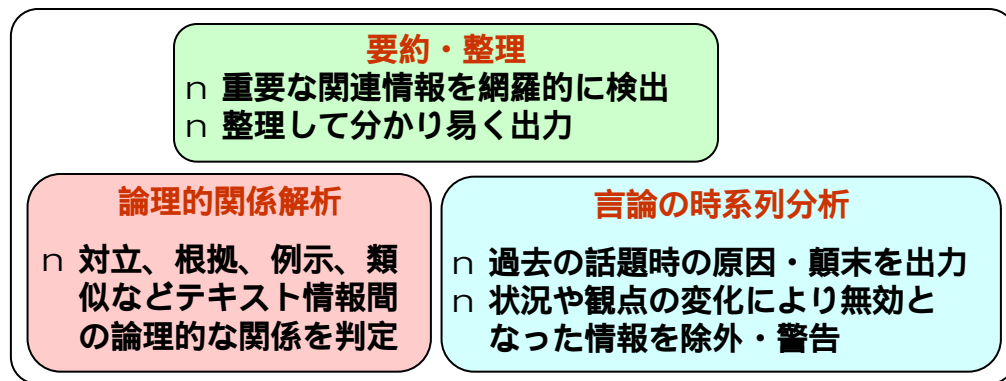 要約・整理
n 重要な関連情報を網羅的に検出
n 整理して分かり易く出力
論理的関係解析
n 対立、根拠、例示、類
似などテキスト情報間
の論理的な関係を判定
言論の時系列分析
n 過去の話題時の原因・顛末を出力
n 状況や観点の変化により無効と
なった情報を除外・警告